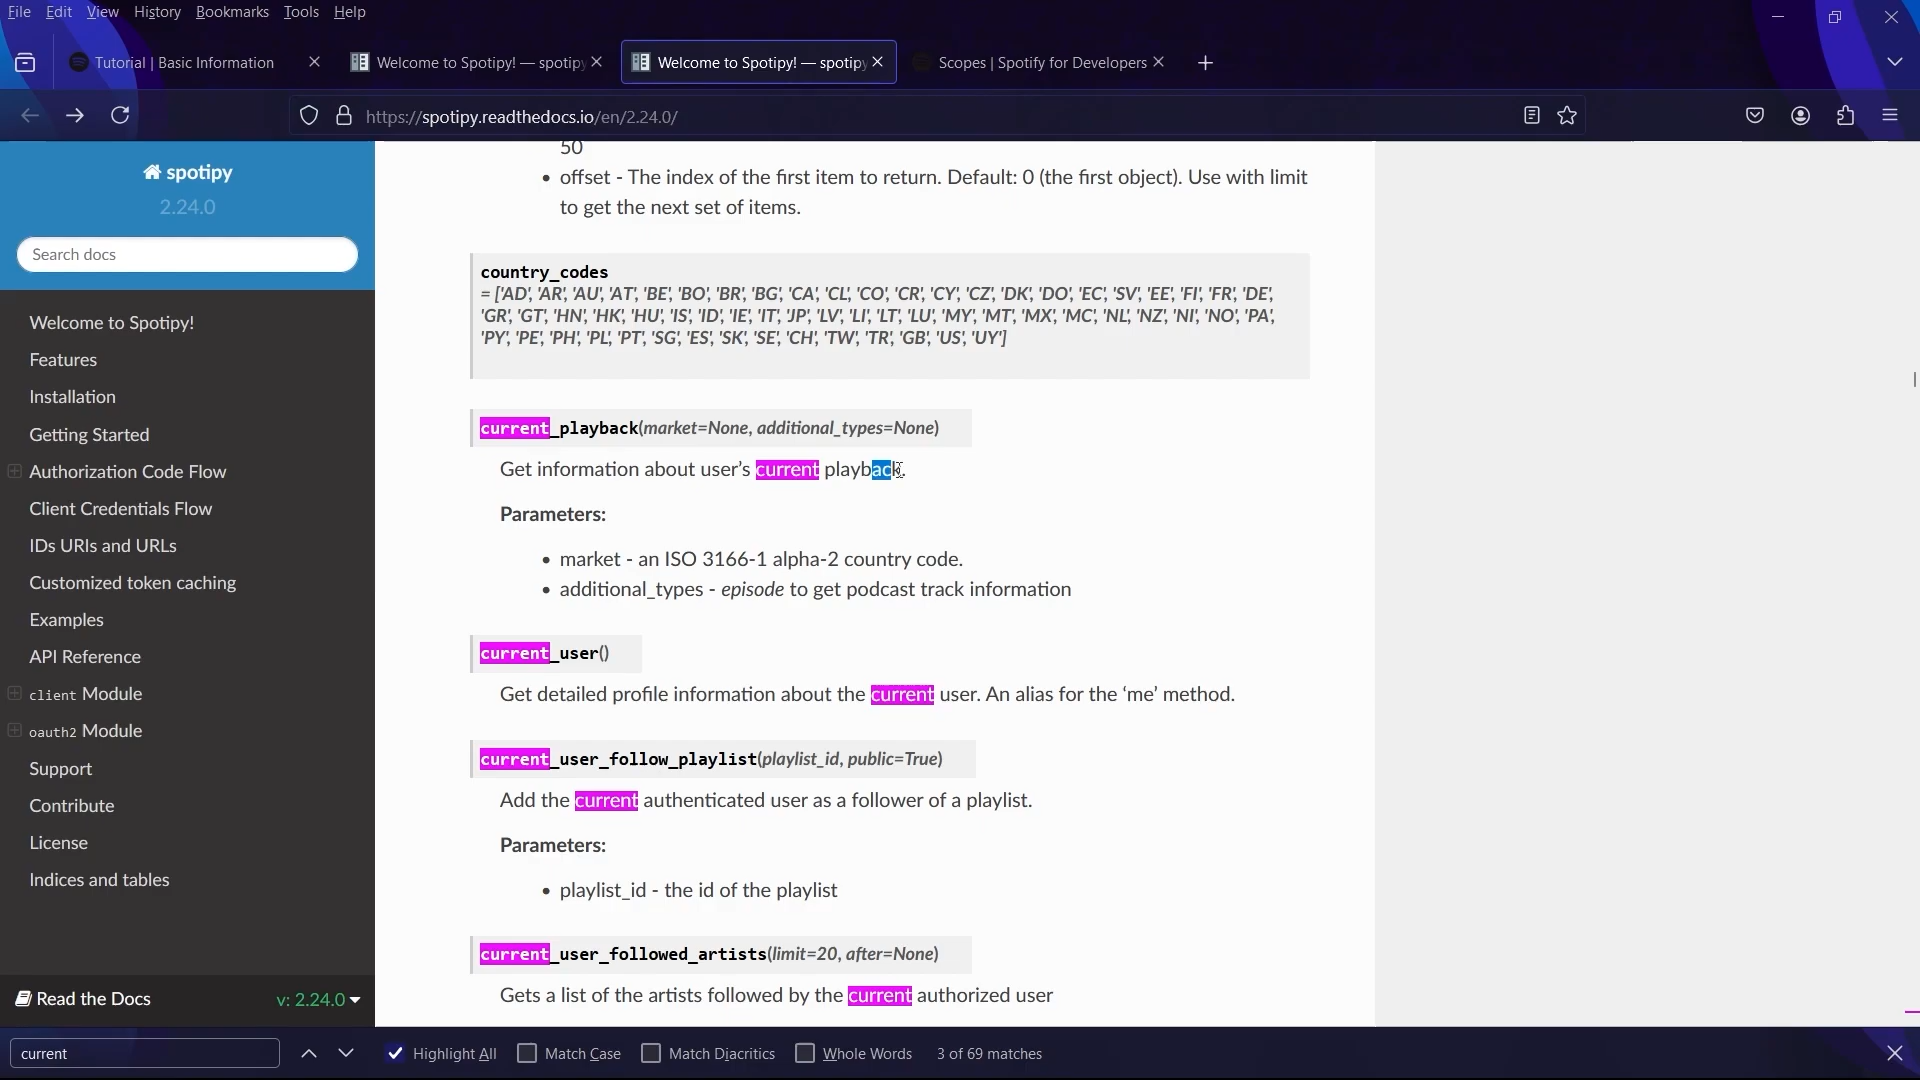 File Edit View History Bookmarks Tools Help
Tutorial | Basic Information
Welcome to Spotipy! — spotipy
Welcome to Spotipy! — spotipy
Scopes | Spotify for Developers
https://spotipy.readthedocs.io/en/2.24.0/
spotipy
2.24.0
Search docs
Welcome to Spotipy!
Features
Installation
Getting Started
Authorization Code Flow
Client Credentials Flow
IDs URIs and URLs
Customized token caching
Examples
API Reference
client Module
oauth2 Module
Support
Contribute
License
Indices and tables
Read the Docs
v: 2.24.0
50
• offset - The index of the first item to return. Default: 0 (the first object). Use with limit
to get the next set of items.
country_codes
= ['AD', 'AR', 'AU', 'AT', 'BE', 'BO', 'BR', 'BG', 'CA', 'CL', 'CO', 'CR', 'CY', 'CZ', 'DK', 'DO', 'EC', 'SV', 'EE', 'FI', 'FR', 'DE',
'GR', 'GT', 'HN', 'HK', 'HU', 'IS', 'ID', 'IE', 'IT', 'JP', 'LV', 'LI', 'LT', 'LU', 'MY', 'MT', 'MX', 'MC', 'NL', 'NZ', 'NI', 'NO', 'PA',
'PY', 'PE', 'PH', 'PL', 'PT', 'SG', 'ES', 'SK', 'SE', 'CH', 'TW', 'TR', 'GB', 'US', 'UY']
current_playback(market=None, additional_types=None)
Get information about user’s current playback.
Parameters:
• market - an ISO 3166-1 alpha-2 country code.
• additional_types - episode to get podcast track information
current_user()
Get detailed profile information about the current user. An alias for the ‘me’ method.
current_user_follow_playlist(playlist_id, public=True)
Add the current authenticated user as a follower of a playlist.
Parameters:
• playlist_id - the id of the playlist
current_user_followed_artists(limit=20, after=None)
Gets a list of the artists followed by the current authorized user
current
Highlight All
Match Case
Match Diacritics
Whole Words
3 of 69 matches